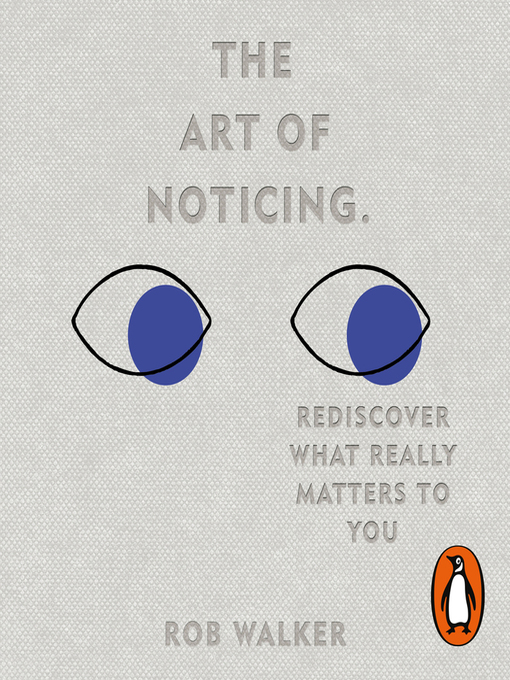 THE
ART OF
NOTICING.
REDISCOVER
WHAT REALLY
MATTERS TO
YOU
ROB WALKER